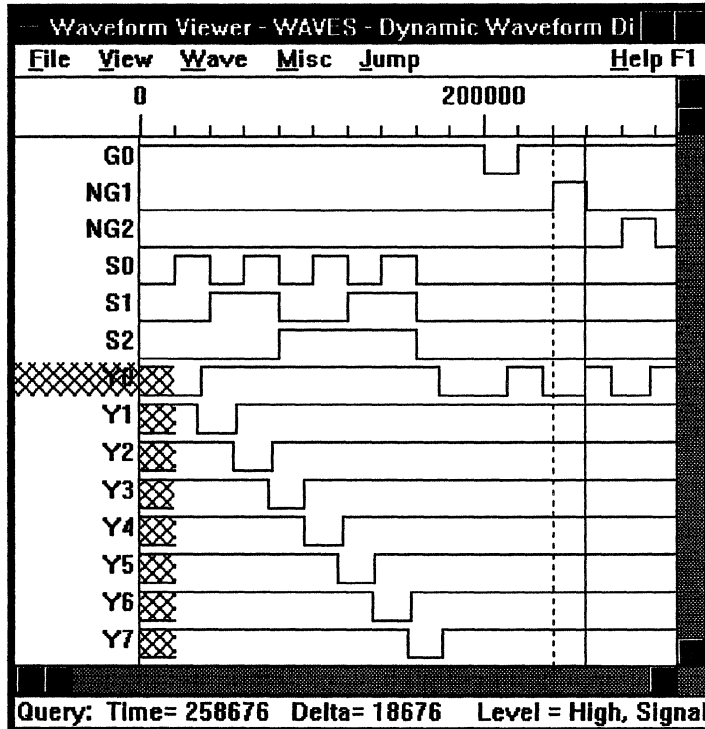 Waveform Viewer - WAVES - Dynamic Waveform Di
File View Wave Misc Jump Help F1
0 200000
G0
NG1
NG2
S0
S1
S2
Y0
Y1
Y2
Y3
Y4
Y5
Y6
Y7
Query: Time= 258676 Delta= 18676 Level = High, Signal